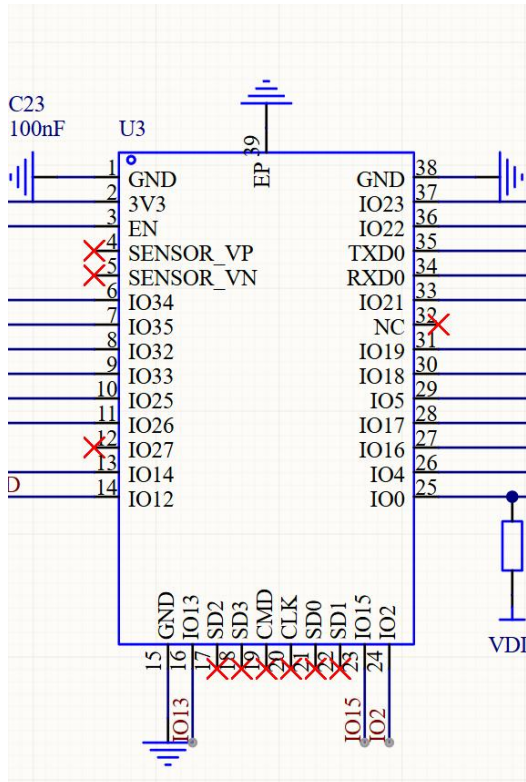 C23
100nF
U3
39
EP
1 GND GND 38
2 3V3 IO23 37
3 EN IO22 36
4 SENSOR_VP TXD0 35
5 SENSOR_VN RXD0 34
6 IO34 IO21 33
7 IO35 NC 32
8 IO32 IO19 31
9 IO33 IO18 30
10 IO25 IO5 29
11 IO26 IO17 28
12 IO27 IO16 27
13 IO14 IO4 26
D 14 IO12 IO0 25
GND IO13 SD2 SD3 CMD CLK SD0 SD1 IO15 IO2
15 16 17 18 19 20 21 22 23 24
IO13 IO15 IO2